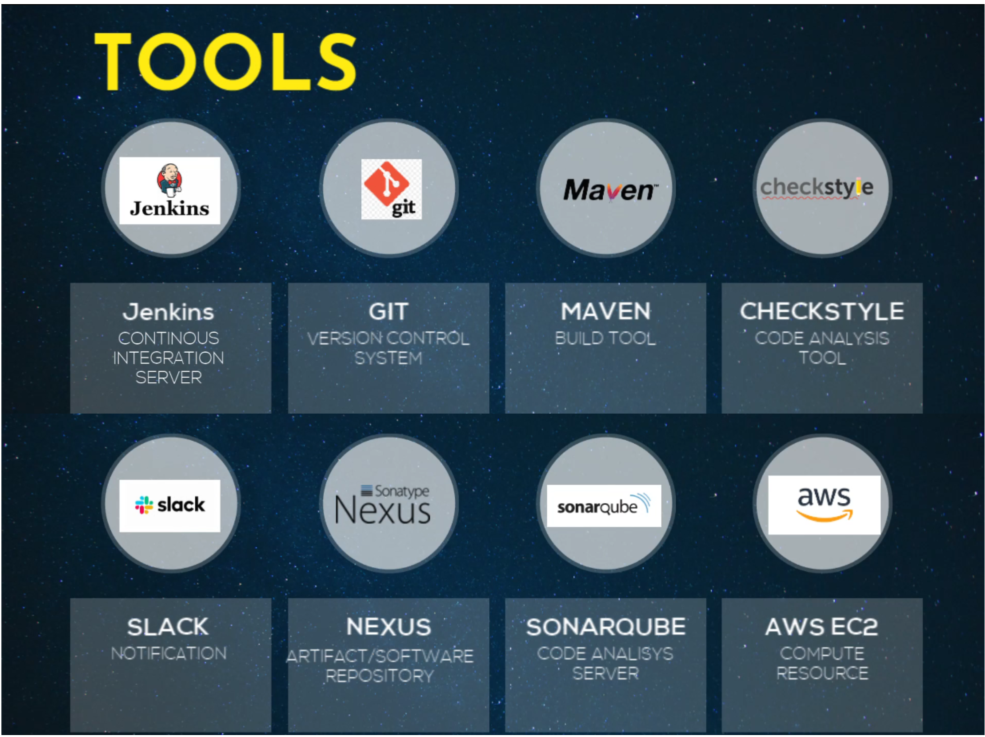 TOOLS
Jenkins
git
Maven™
checkstyle
Jenkins
CONTINOUS
INTEGRATION
SERVER
GIT
VERSION CONTROL
SYSTEM
MAVEN
BUILD TOOL
CHECKSTYLE
CODE ANALYSIS
TOOL
slack
Sonatype
Nexus
sonarqube
aws
SLACK
NOTIFICATION
NEXUS
ARTIFACT/SOFTWARE
REPOSITORY
SONARQUBE
CODE ANALISYS
SERVER
AWS EC2
COMPUTE
RESOURCE